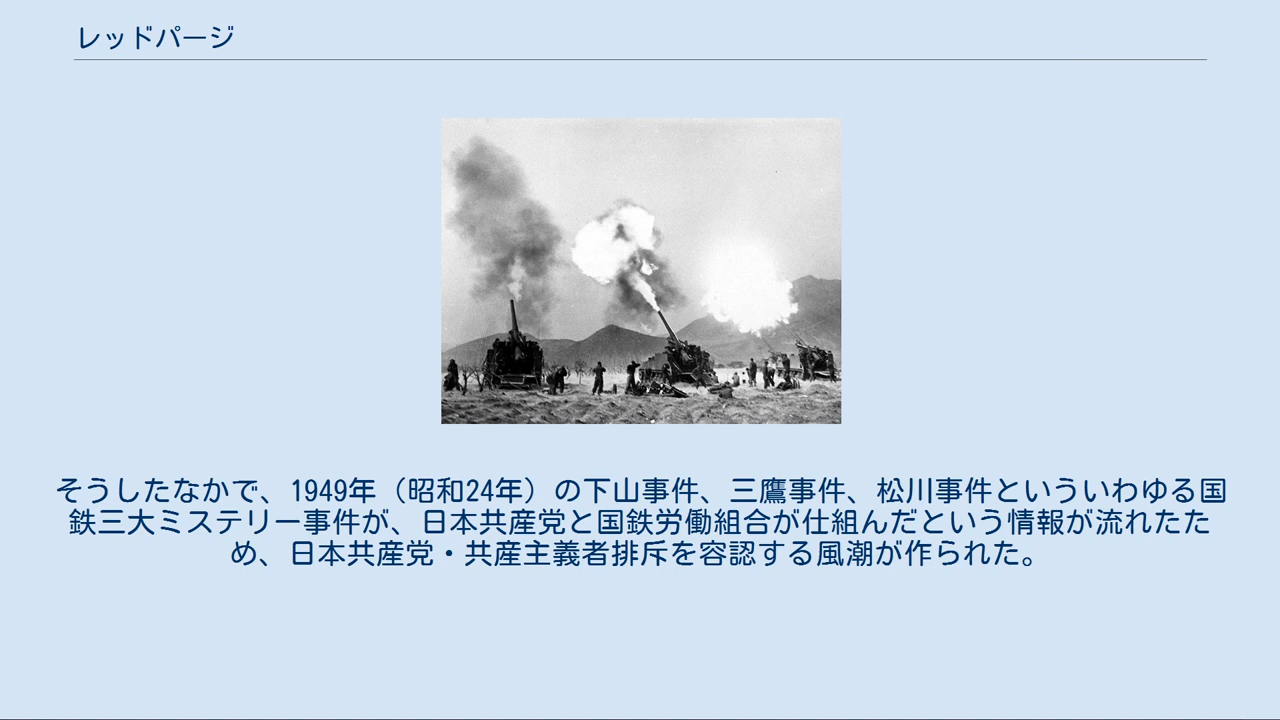 レッドパージ
そうしたなかで、1949年（昭和24年）の下山事件、三鷹事件、松川事件といういわゆる国
鉄三大ミステリー事件が、日本共産党と国鉄労働組合が仕組んだという情報が流れたた
め、日本共産党・共産主義者排斥を容認する風潮が作られた。